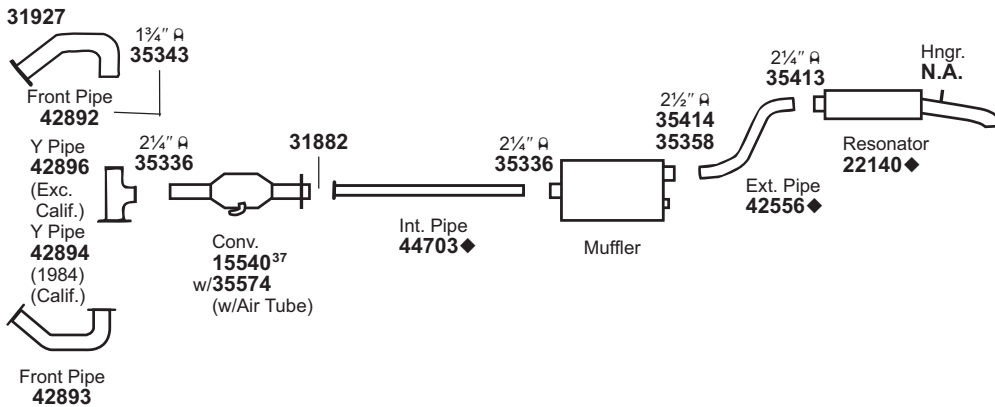 31927
1¾″
35343
Front Pipe
42892
Y Pipe
42896
(Exc.
Calif.)
Y Pipe
42894
(1984)
(Calif.)
Front Pipe
42893
2¼″
35336
Conv.
15540³⁷
w/35574
(w/Air Tube)
31882
Int. Pipe
44703◆
2¼″
35336
Muffler
2½″
35414
35358
Ext. Pipe
42556◆
2¼″
35413
Hngr.
N.A.
Resonator
22140◆